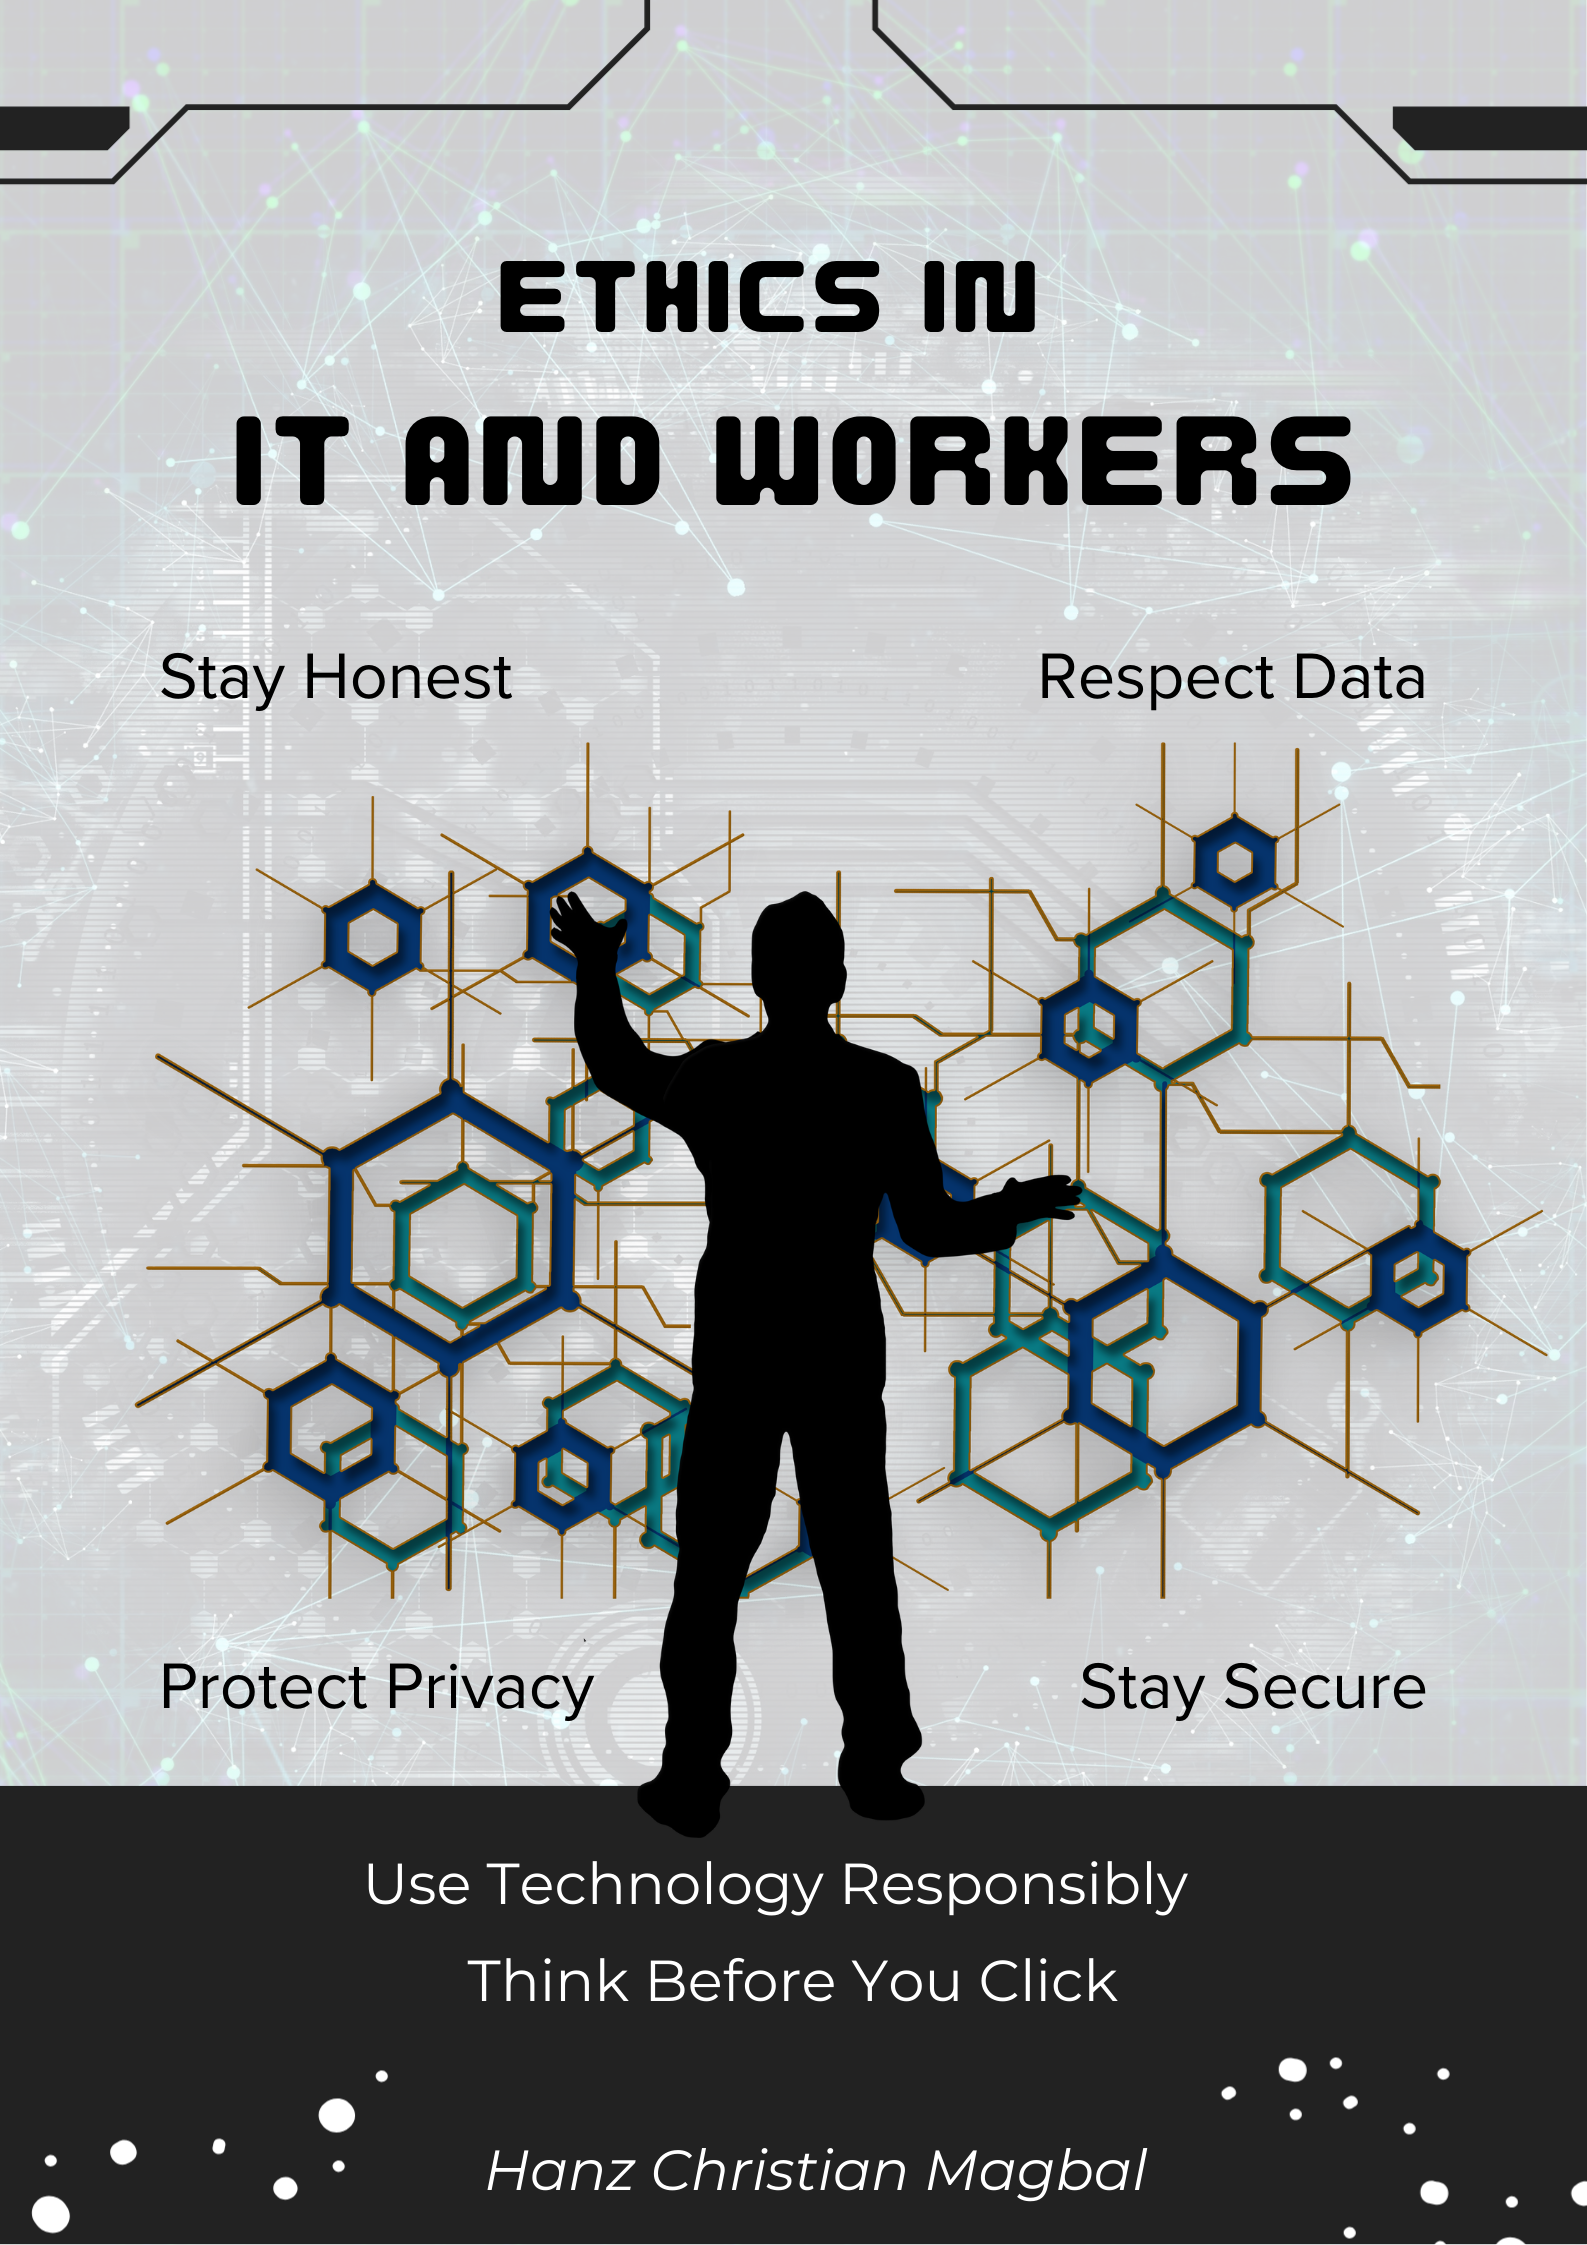 ETHICS IN
IT AND WORKERS
Stay Honest
Respect Data
Protect Privacy
Stay Secure
Use Technology Responsibly
Think Before You Click
Hanz Christian Magbal